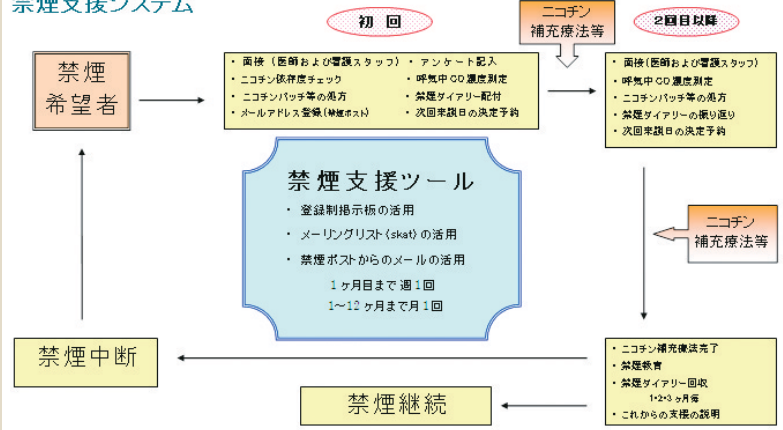 禁煙支援システム
初回
ニコチン
補充療法等
2回目以降
禁煙
希望者
・ 面接（医師および看護スタッフ）
・ ニコチン依存度チェック
・ ニコチンパッチ等の処方
・ メールアドレス登録(禁煙ポスト)
・ アンケート記入
・ 呼気中CO濃度測定
・ 禁煙ダイアリー配付
・ 次回来談日の決定予約
・ 面接(医師および看護スタッフ)
・ 呼気中CO濃度測定
・ ニコチンパッチ等の処方
・ 禁煙ダイアリーの振り返り
・ 次回来談日の決定予約
禁煙支援ツール
・ 登録制掲示板の活用
・ メーリングリスト(skat)の活用
・ 禁煙ポストからのメールの活用
1ヶ月目まで週1回
1～12ヶ月まで月1回
ニコチン
補充療法等
禁煙中断
禁煙継続
・ ニコチン補充療法完了
・ 禁煙教育
・ 禁煙ダイアリー回収
1・2・3ヶ月毎
・ これからの支援の説明